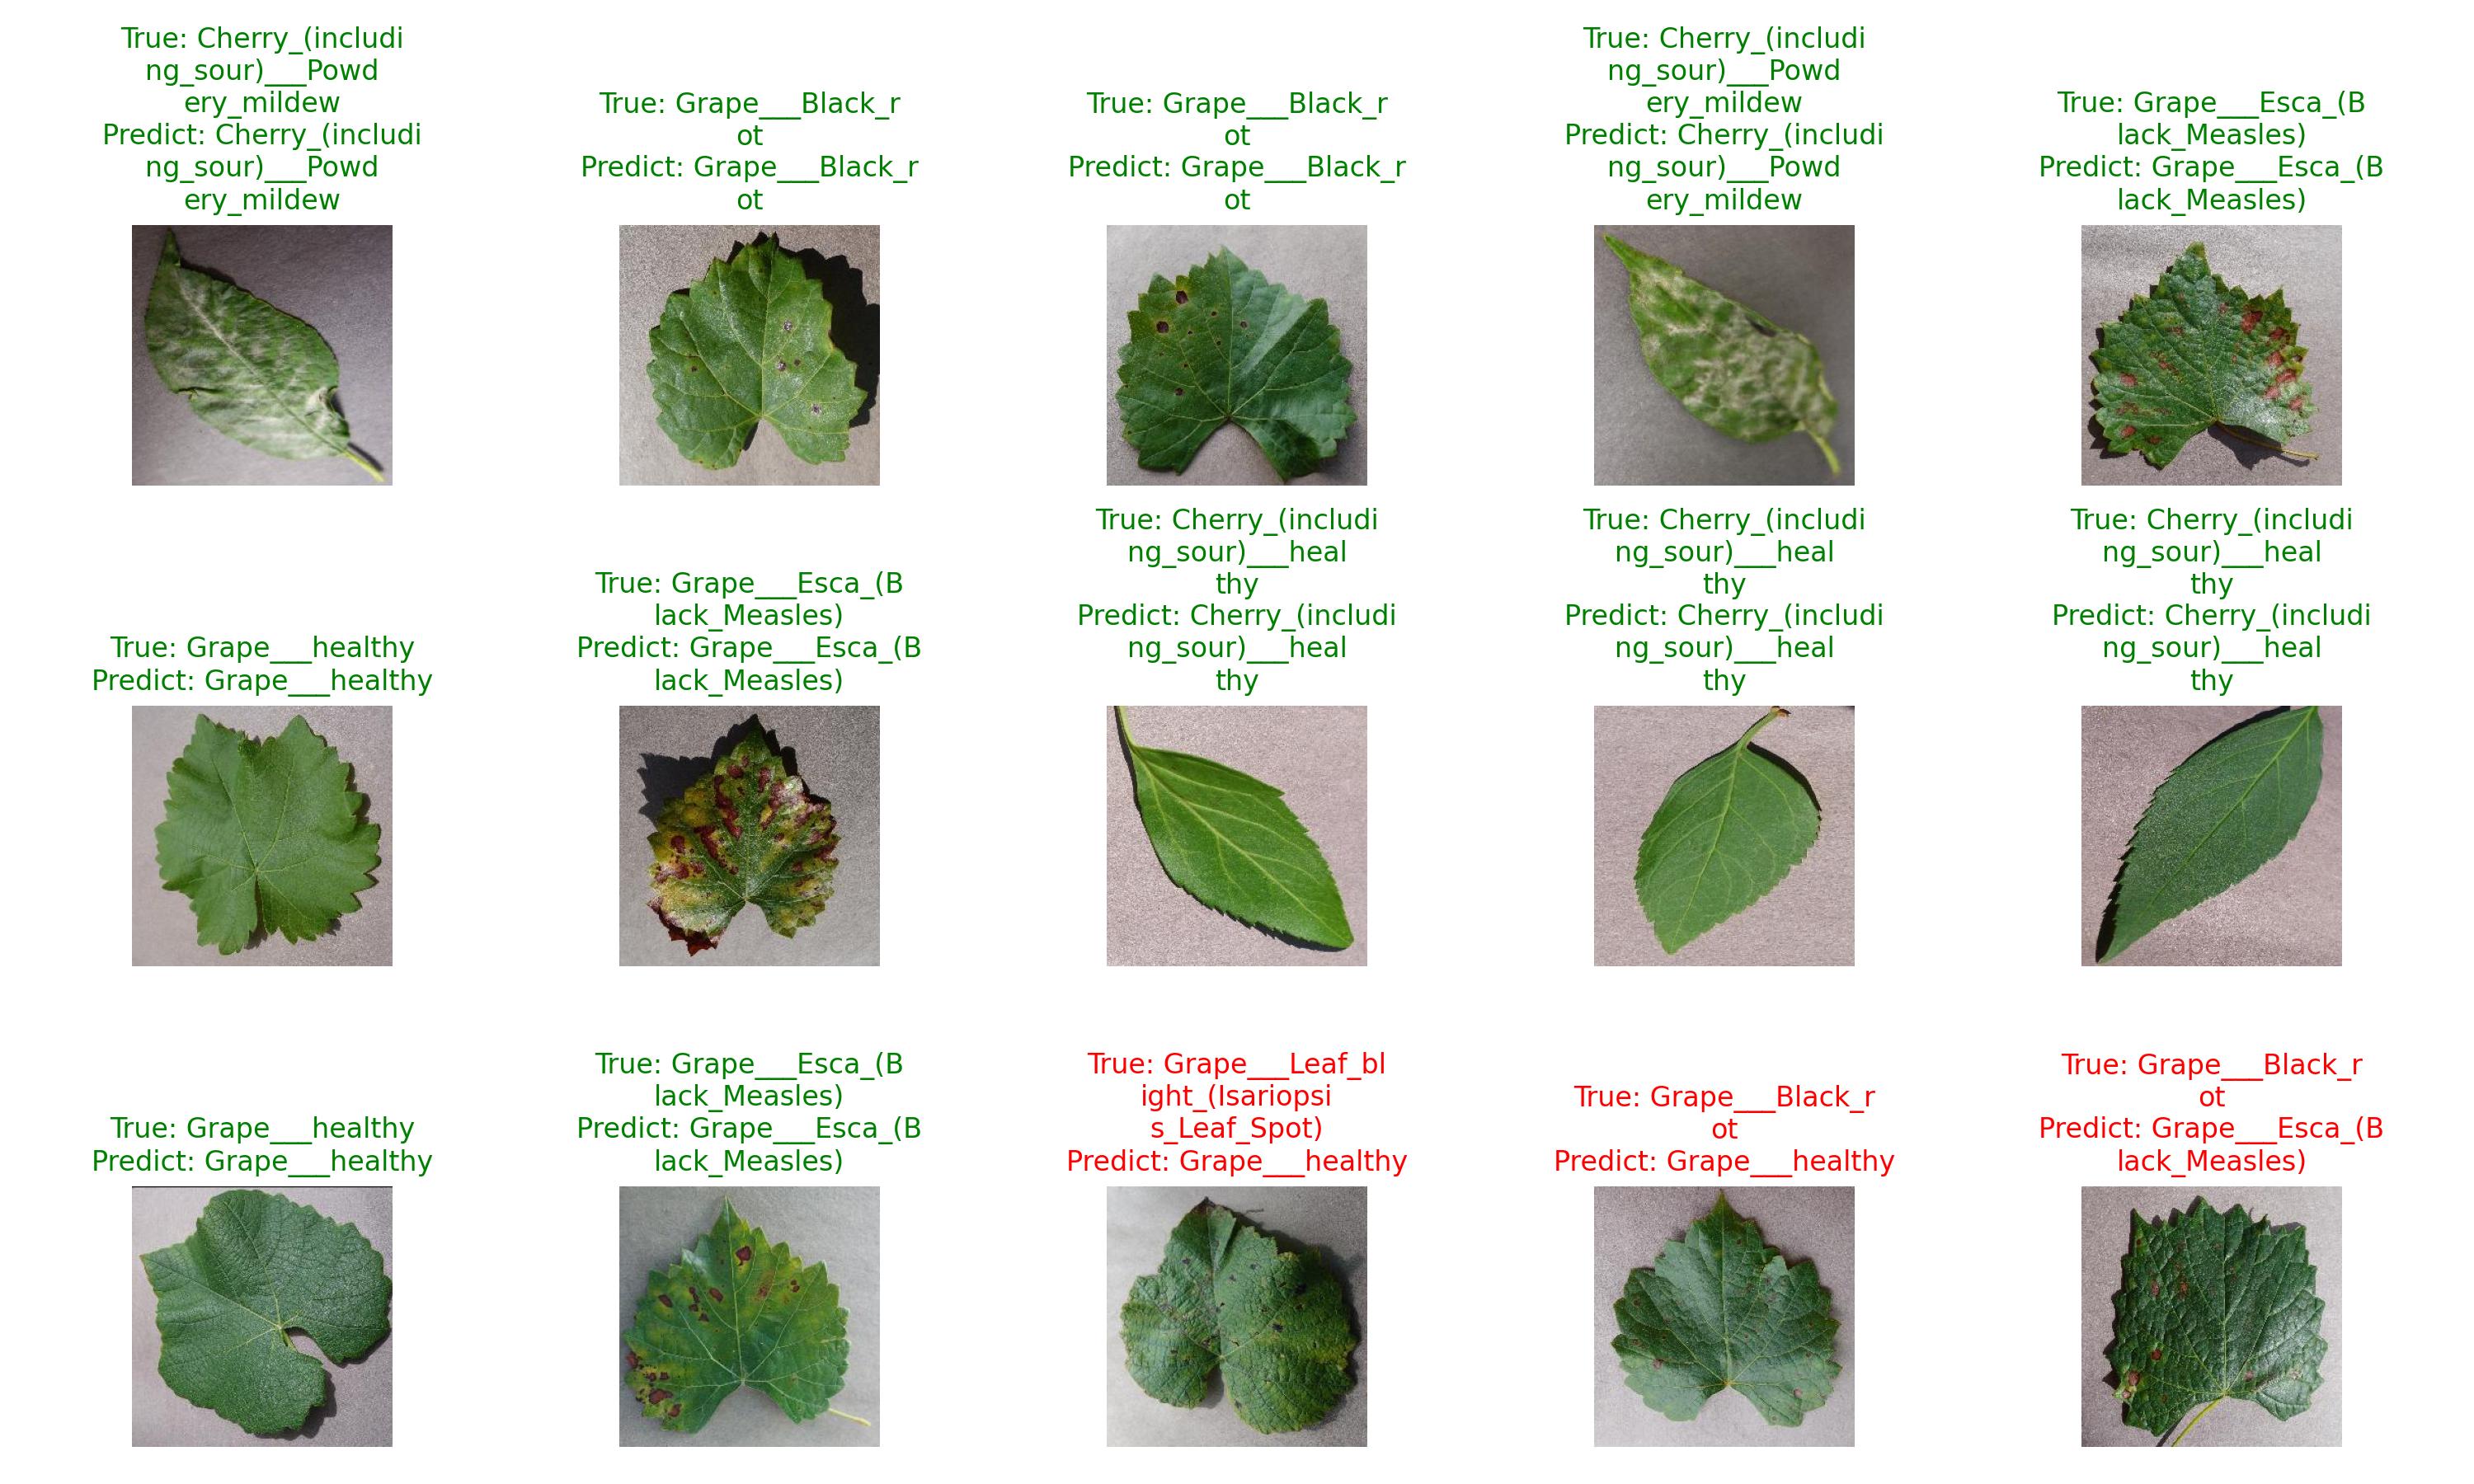 True: Cherry_(includi
ng_sour)___Powd
ery_mildew
Predict: Cherry_(includi
ng_sour)___Powd
ery_mildew
True: Grape___Black_r
ot
Predict: Grape___Black_r
ot
True: Grape___Black_r
ot
Predict: Grape___Black_r
ot
True: Cherry_(includi
ng_sour)___Powd
ery_mildew
Predict: Cherry_(includi
ng_sour)___Powd
ery_mildew
True: Grape___Esca_(B
lack_Measles)
Predict: Grape___Esca_(B
lack_Measles)
True: Grape___healthy
Predict: Grape___healthy
True: Grape___Esca_(B
lack_Measles)
Predict: Grape___Esca_(B
lack_Measles)
True: Cherry_(includi
ng_sour)___heal
thy
Predict: Cherry_(includi
ng_sour)___heal
thy
True: Cherry_(includi
ng_sour)___heal
thy
Predict: Cherry_(includi
ng_sour)___heal
thy
True: Cherry_(includi
ng_sour)___heal
thy
Predict: Cherry_(includi
ng_sour)___heal
thy
True: Grape___healthy
Predict: Grape___healthy
True: Grape___Esca_(B
lack_Measles)
Predict: Grape___Esca_(B
lack_Measles)
True: Grape___Leaf_bl
ight_(Isariopsi
s_Leaf_Spot)
Predict: Grape___healthy
True: Grape___Black_r
ot
Predict: Grape___healthy
True: Grape___Black_r
ot
Predict: Grape___Esca_(B
lack_Measles)